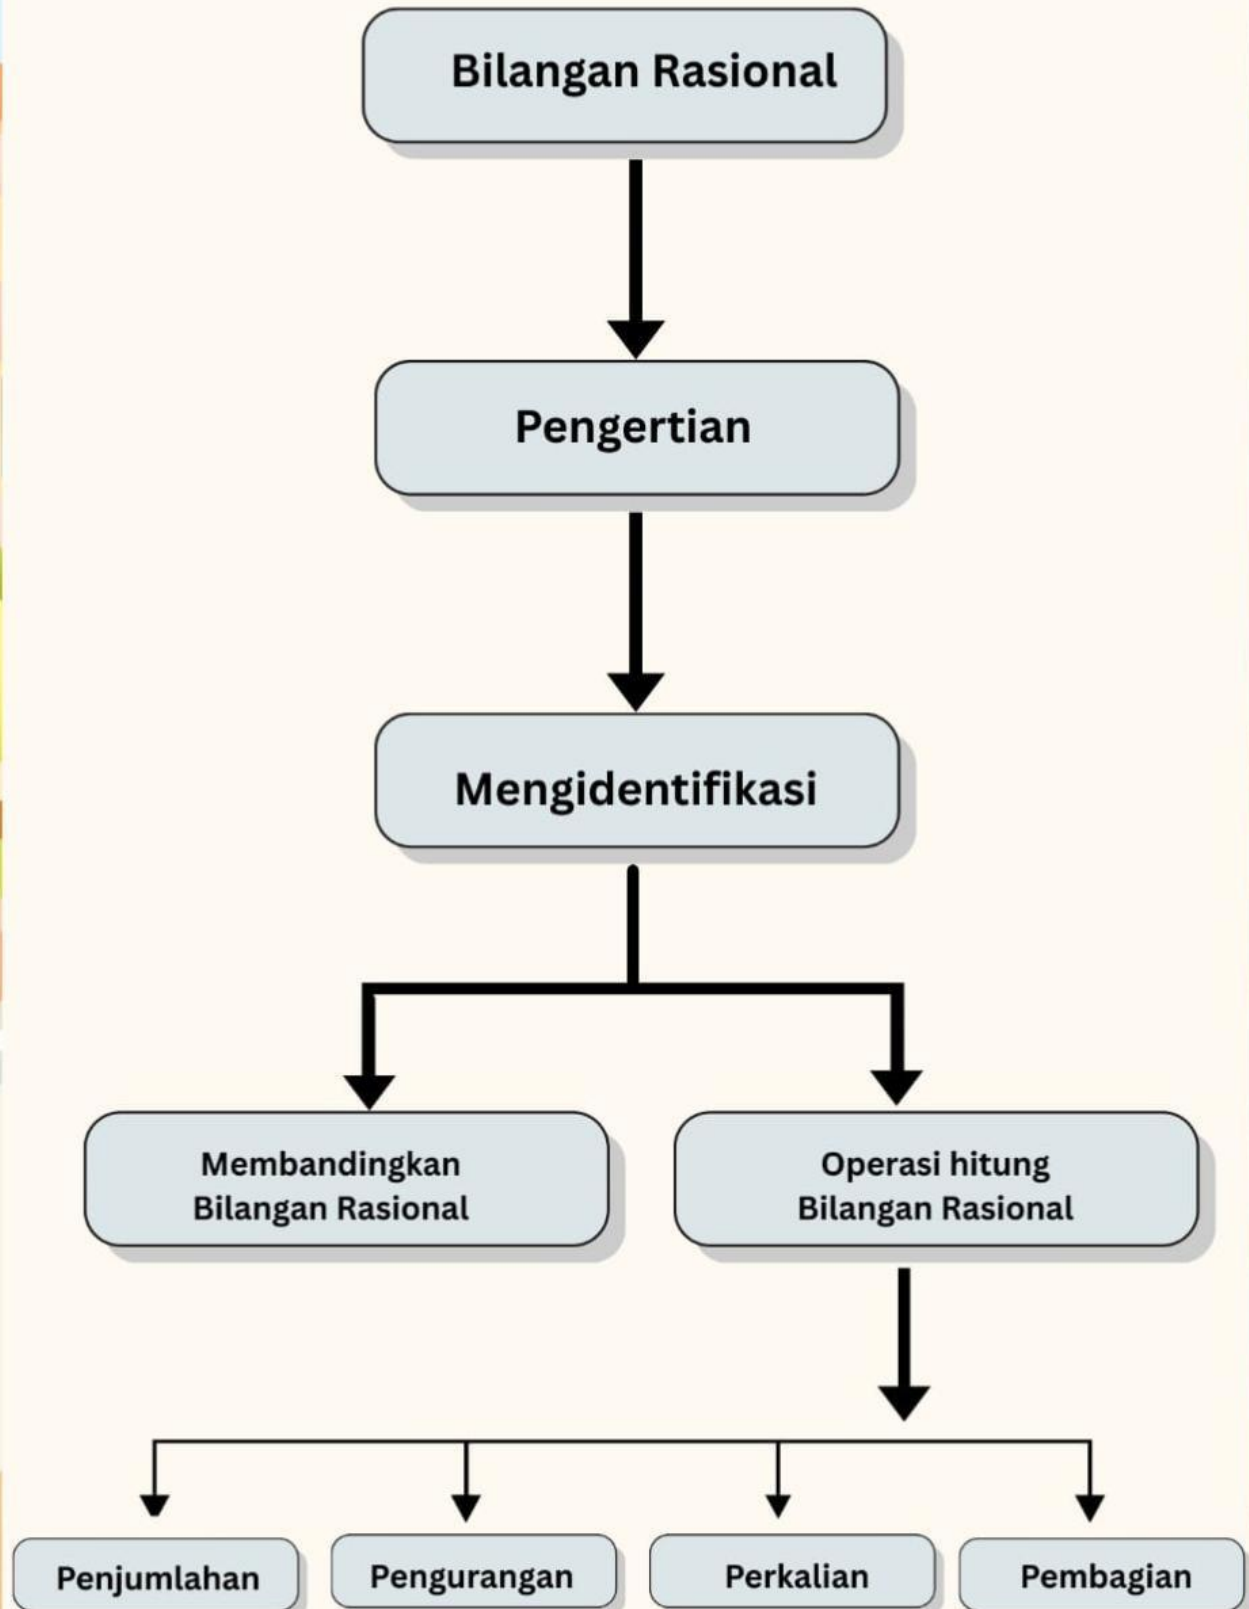 Bilangan Rasional
Pengertian
Mengidentifikasi
Membandingkan
Bilangan Rasional
Operasi hitung
Bilangan Rasional
Penjumlahan
Pengurangan
Perkalian
Pembagian